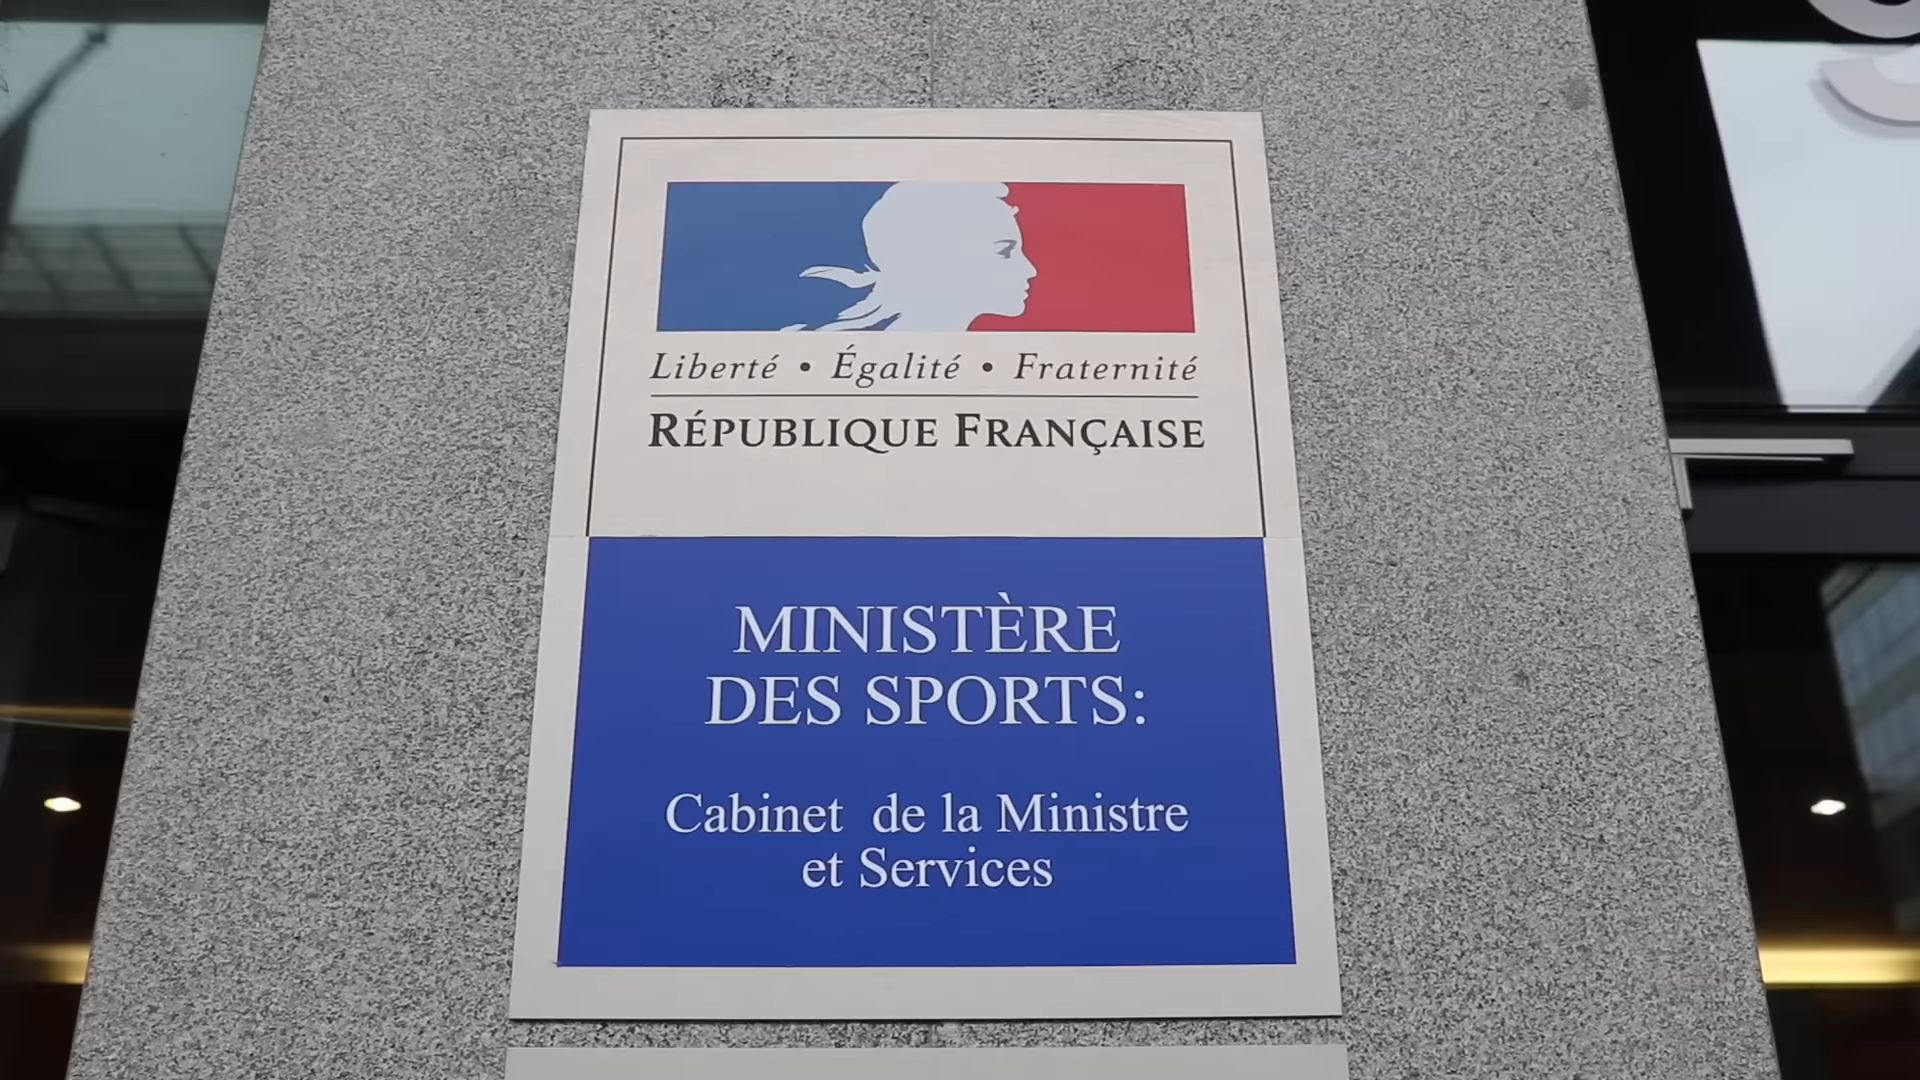 Liberté • Égalité • Fraternité
RÉPUBLIQUE FRANÇAISE
MINISTÈRE
DES SPORTS:
Cabinet de la Ministre
et Services